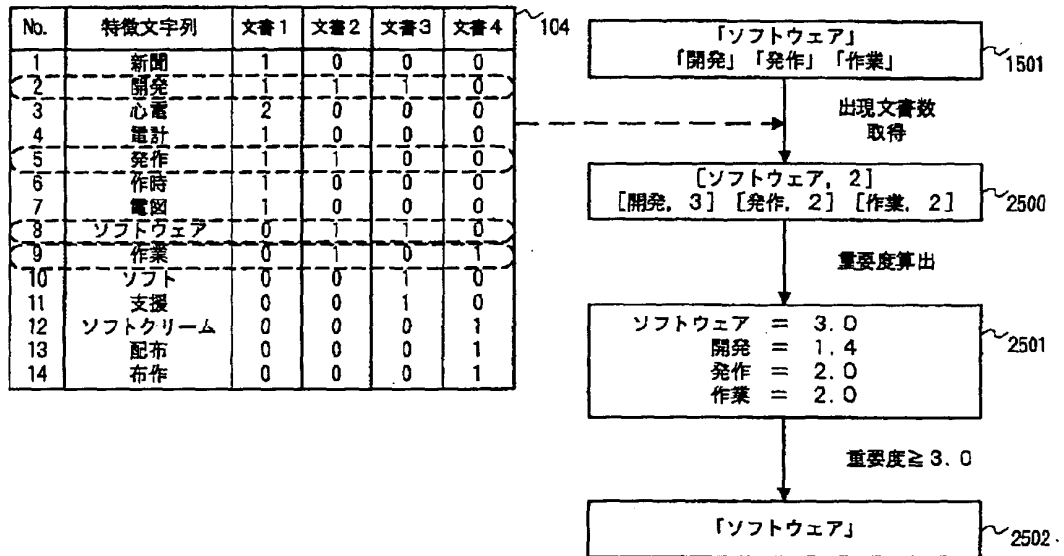 No. 特徴文字列 文書1 文書2 文書3 文書4
1 新聞 1 0 0 0
2 開発 1 1 1 0
3 心電 2 0 0 0
4 電計 1 0 0 0
5 発作 1 1 0 0
6 作時 1 0 0 0
7 電図 1 0 0 0
8 ソフトウェア 0 1 1 0
9 作業 0 1 0 1
10 ソフト 0 0 1 0
11 支援 0 0 1 0
12 ソフトクリーム 0 0 0 1
13 配布 0 0 0 1
14 布作 0 0 0 1
104
「ソフトウェア」
「開発」「発作」「作業」
1501
出現文書数
取得
[ソフトウェア, 2]
[開発, 3] [発作, 2] [作業, 2]
2500
重要度算出
ソフトウェア = 3.0
開発 = 1.4
発作 = 2.0
作業 = 2.0
2501
重要度≧3.0
「ソフトウェア」
2502